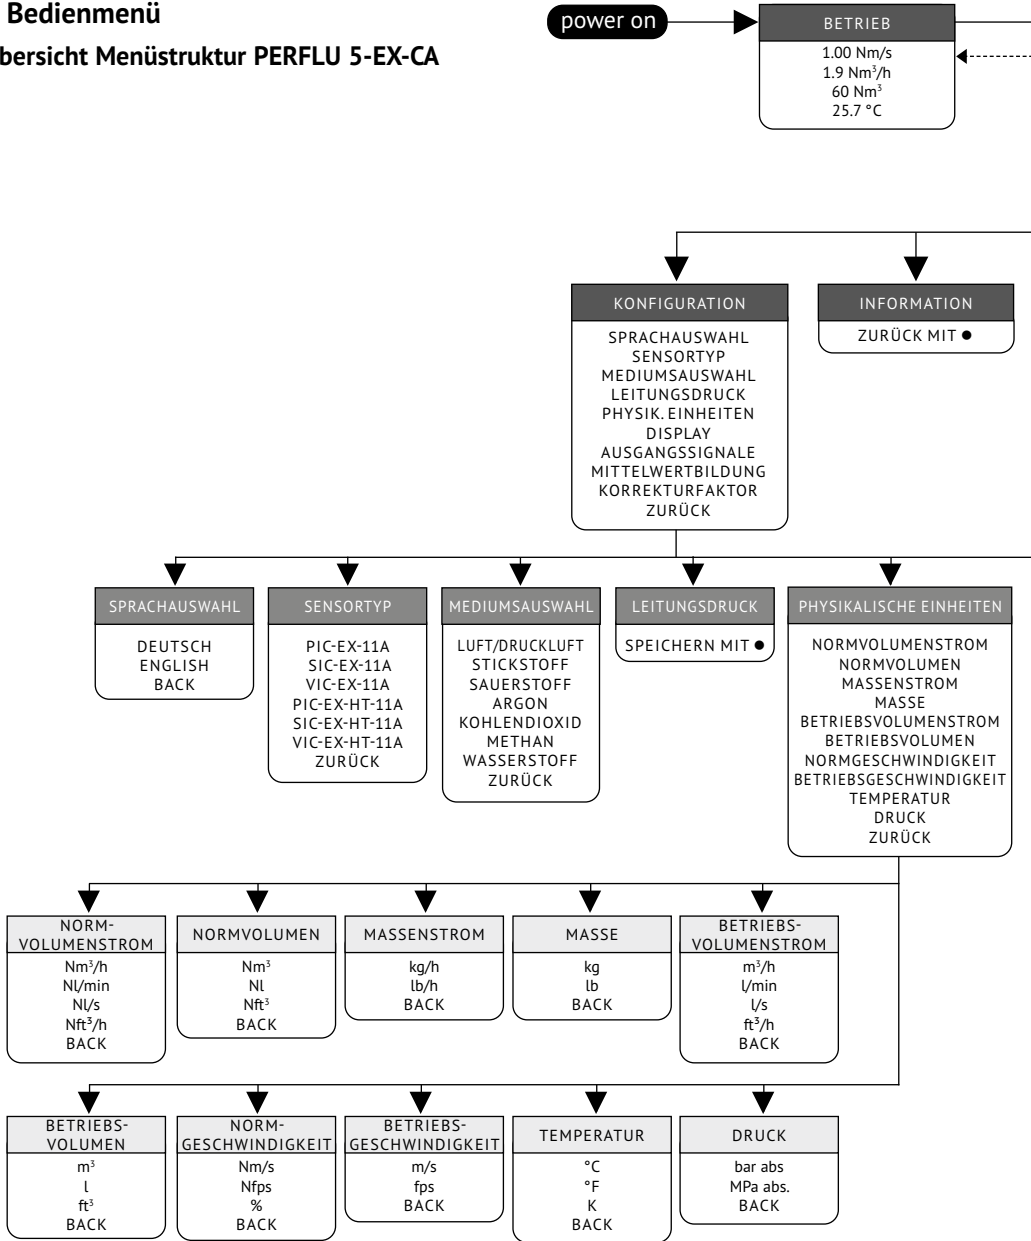 Bedienmenü
bersicht Menüstruktur PERFLU 5-EX-CA
power on
BETRIEB
1.00 Nm/s
1.9 Nm³/h
60 Nm³
25.7 °C
KONFIGURATION
SPRACHAUSWAHL
SENSORTYP
MEDIUMSAUSWAHL
LEITUNGSDRUCK
PHYSIK. EINHEITEN
DISPLAY
AUSGANGSSIGNALE
MITTELWERTBILDUNG
KORREKTURFAKTOR
ZURÜCK
INFORMATION
ZURÜCK MIT ●
SPRACHAUSWAHL
DEUTSCH
ENGLISH
BACK
SENSORTYP
PIC-EX-11A
SIC-EX-11A
VIC-EX-11A
PIC-EX-HT-11A
SIC-EX-HT-11A
VIC-EX-HT-11A
ZURÜCK
MEDIUMSAUSWAHL
LUFT/DRUCKLUFT
STICKSTOFF
SAUERSTOFF
ARGON
KOHLENDIOXID
METHAN
WASSERSTOFF
ZURÜCK
LEITUNGSDRUCK
SPEICHERN MIT ●
PHYSIKALISCHE EINHEITEN
NORMVOLUMENSTROM
NORMVOLUMEN
MASSENSTROM
MASSE
BETRIEBSVOLUMENSTROM
BETRIEBSVOLUMEN
NORMGESCHWINDIGKEIT
BETRIEBSGESCHWINDIGKEIT
TEMPERATUR
DRUCK
ZURÜCK
NORM-
VOLUMENSTROM
Nm³/h
Nl/min
Nl/s
Nft³/h
BACK
NORMVOLUMEN
Nm³
Nl
Nft³
BACK
MASSENSTROM
kg/h
lb/h
BACK
MASSE
kg
lb
BACK
BETRIEBS-
VOLUMENSTROM
m³/h
l/min
l/s
ft³/h
BACK
BETRIEBS-
VOLUMEN
m³
l
ft³
BACK
NORM-
GESCHWINDIGKEIT
Nm/s
Nfps
%
BACK
BETRIEBS-
GESCHWINDIGKEIT
m/s
fps
BACK
TEMPERATUR
°C
°F
K
BACK
DRUCK
bar abs
MPa abs.
BACK